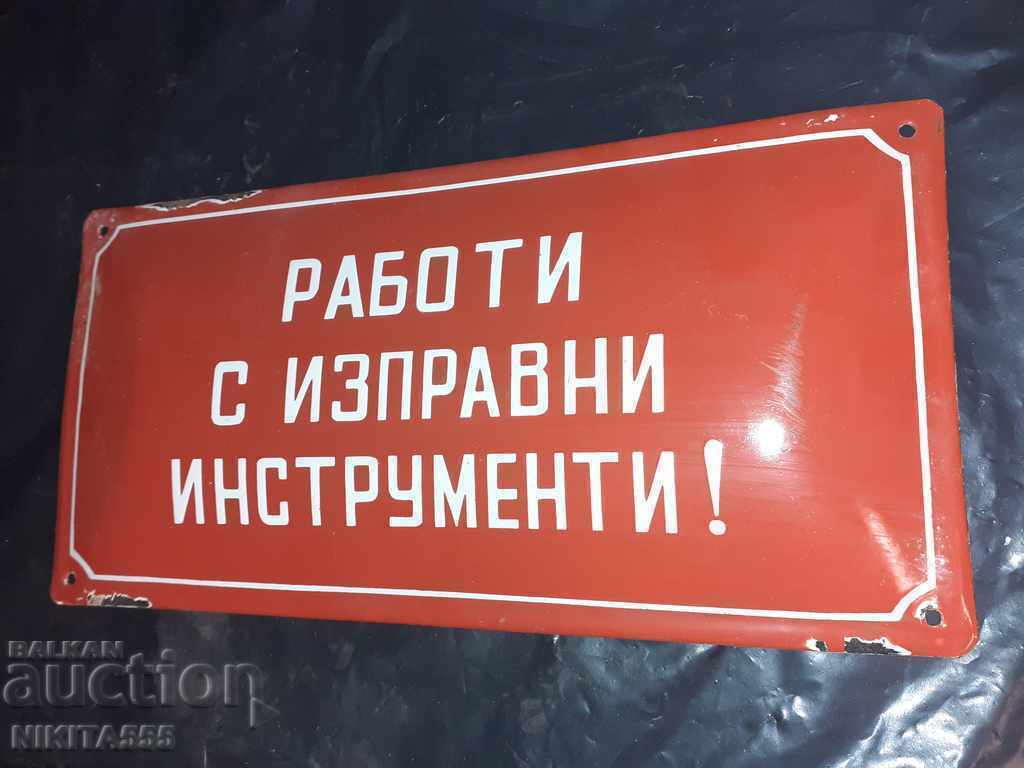 РАБОТИ
С ИЗПРАВНИ
ИНСТРУМЕНТИ!
BALKAN
auction
NIKITA555